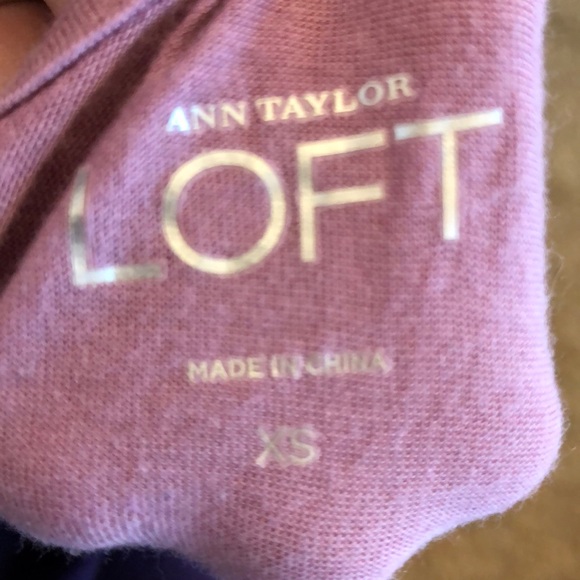 ANN TAYLOR
LOFT
MADE IN CHINA
XS